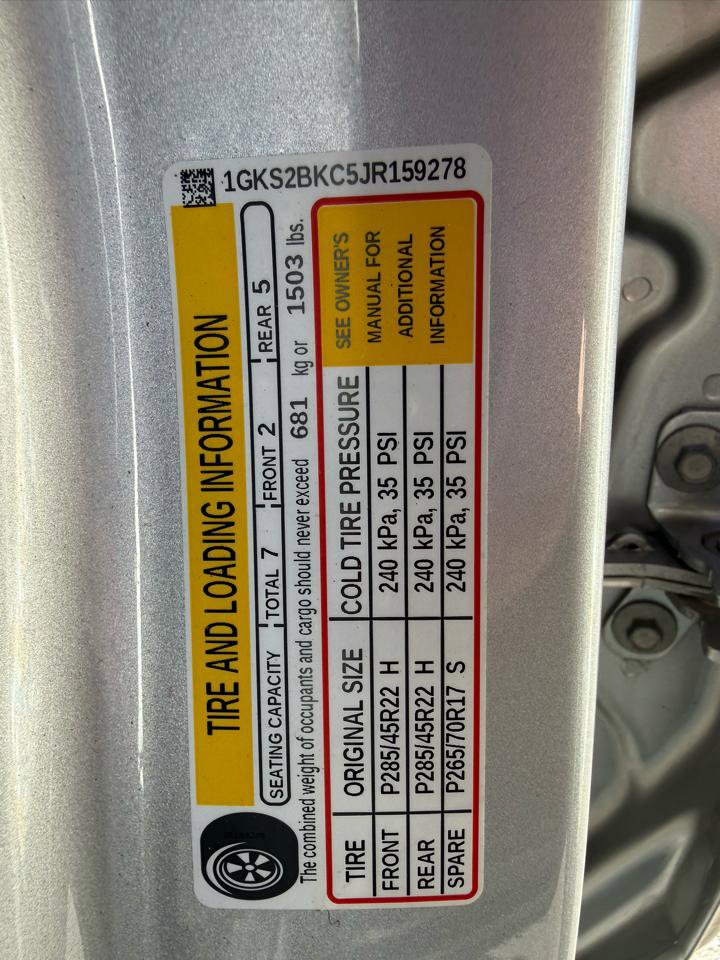 1GKS2BKC5JR159278
TIRE AND LOADING INFORMATION
SEATING CAPACITY TOTAL 7 FRONT 2 REAR 5
The combined weight of occupants and cargo should never exceed 681 kg or 1503 lbs.
TIRE ORIGINAL SIZE COLD TIRE PRESSURE
FRONT P285/45R22 H 240 kPa, 35 PSI
REAR P285/45R22 H 240 kPa, 35 PSI
SPARE P265/70R17 S 240 kPa, 35 PSI
SEE OWNER'S
MANUAL FOR
ADDITIONAL
INFORMATION